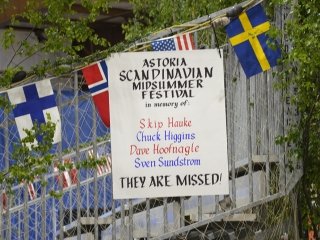 ASTORIA
SCANDINAVIAN
MIDSUMMER
FESTIVAL
in memory of:
Skip Hauke
Chuck Higgins
Dave Hoofnagle
Sven Sundstrom
THEY ARE MISSED!